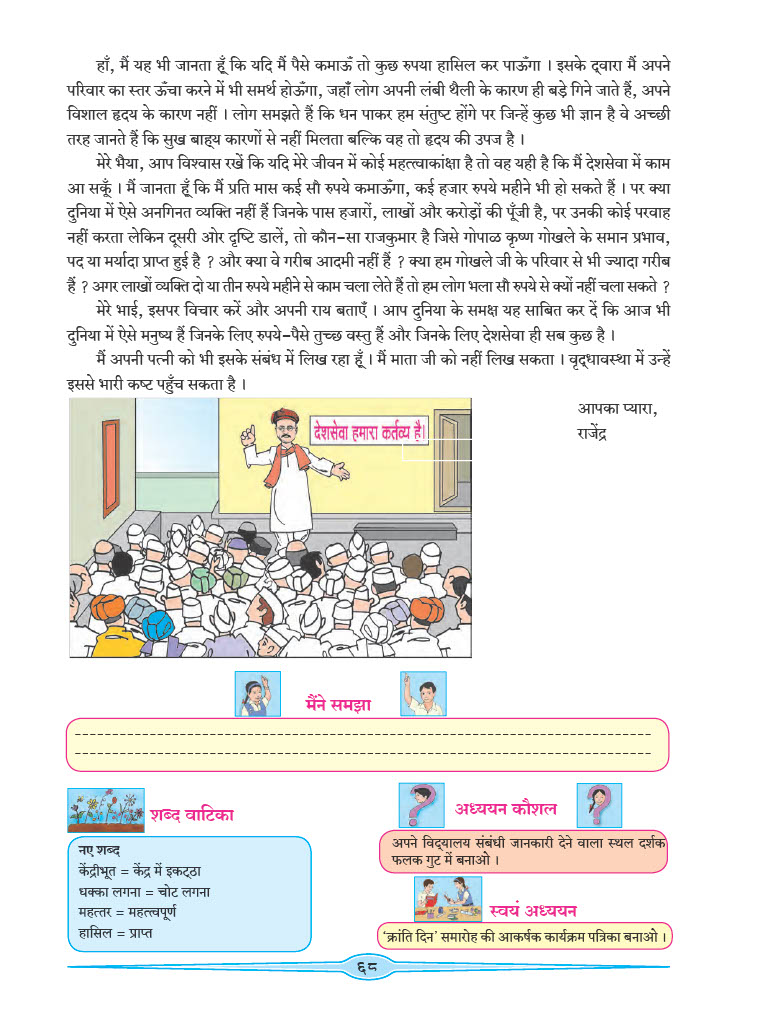 हाँ, मैं यह भी जानता हूँ कि यदि मैं पैसे कमाऊँ तो कुछ रुपया हासिल कर पाऊँगा । इसके द्‍वारा मैं अपने
परिवार का स्तर ऊँचा करने में भी समर्थ होऊँगा, जहाँ लोग अपनी लंबी थैली के कारण ही बड़े गिने जाते हैं, अपने
विशाल हृदय के कारण नहीं । लोग समझते हैं कि धन पाकर हम संतुष्ट होंगे पर जिन्हें कुछ भी ज्ञान है वे अच्छी
तरह जानते हैं कि सुख बाह्‍य कारणों से नहीं मिलता बल्कि वह तो हृदय की उपज है ।
मेरे भैया, आप विश्वास रखें कि यदि मेरे जीवन में कोई महत्त्वाकांक्षा है तो वह यही है कि मैं देशसेवा में काम
आ सकूँ । मैं जानता हूँ कि मैं प्रति मास कई सौ रुपये कमाऊँगा, कई हजार रुपये महीने भी हो सकते हैं । पर क्या
दुनिया में ऐसे अनगिनत व्यक्ति नहीं हैं जिनके पास हजारों, लाखों और करोड़ों की पूँजी है, पर उनकी कोई परवाह
नहीं करता लेकिन दूसरी ओर दृष्टि डालें, तो कौन-सा राजकुमार है जिसे गोपाळ कृष्ण गोखले के समान प्रभाव,
पद या मर्यादा प्राप्त हुई है ? और क्या वे गरीब आदमी नहीं हैं ? क्या हम गोखले जी के परिवार से भी ज्यादा गरीब
हैं ? अगर लाखों व्यक्ति दो या तीन रुपये महीने से काम चला लेते हैं तो हम लोग भला सौ रुपये से क्यों नहीं चला सकते ?
मेरे भाई, इसपर विचार करें और अपनी राय बताएँ । आप दुनिया के समक्ष यह साबित कर दें कि आज भी
दुनिया में ऐसे मनुष्य हैं जिनके लिए रुपये-पैसे तुच्छ वस्तु हैं और जिनके लिए देशसेवा ही सब कुछ है ।
मैं अपनी पत्नी को भी इसके संबंध में लिख रहा हूँ । मैं माता जी को नहीं लिख सकता । वृद्‍धावस्था में उन्हें
इससे भारी कष्ट पहुँच सकता है ।
आपका प्यारा,
राजेंद्र
देशसेवा हमारा कर्तव्य है।
मैंने समझा
शब्द वाटिका
नए शब्द
केंद्रीभूत = केंद्र में इकट्‍ठा
धक्का लगना = चोट लगना
महत्तर = महत्त्वपूर्ण
हासिल = प्राप्त
अध्ययन कौशल
अपने विद्‍यालय संबंधी जानकारी देने वाला स्थल दर्शक
फलक गुट में बनाओ ।
स्वयं अध्ययन
‘क्रांति दिन’ समारोह की आकर्षक कार्यक्रम पत्रिका बनाओ ।
६८